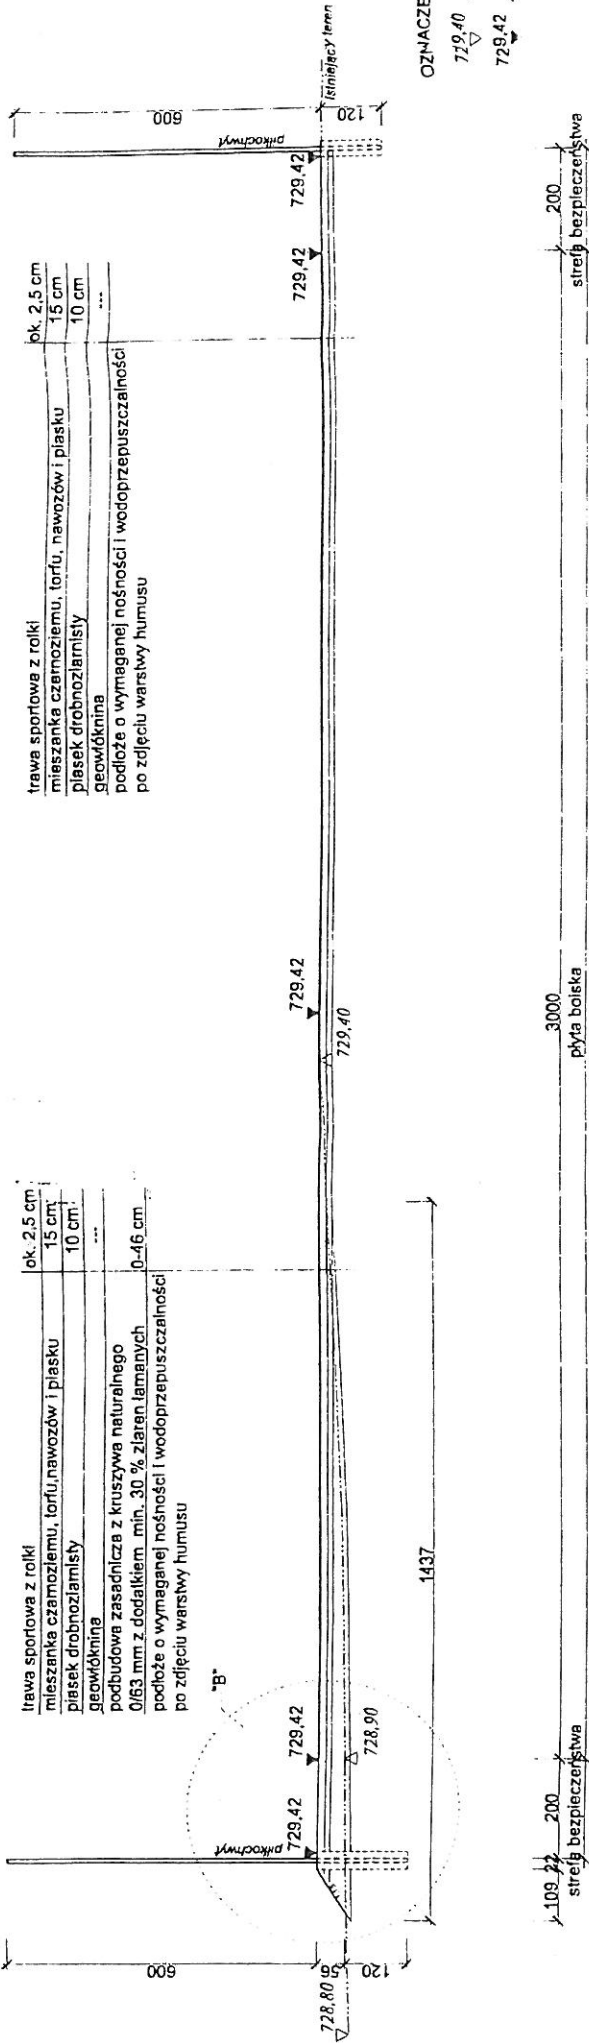 trawa sportowa z rolki ok. 2,5 cm
mieszanka czarnoziemu, torfu,nawozów i piasku 15 cm
piasek drobnoziarnisty 10 cm
geowłóknina ---
podbudowa zasadnicza z kruszywa naturalnego
0/63 mm z dodatkiem min. 30 % ziaren łamanych 0-46 cm
podłoże o wymaganej nośności i wodoprzepuszczalności
po zdjęciu warstwy humusu
trawa sportowa z rolki ok. 2,5 cm
mieszanka czarnoziemu, torfu, nawozów i piasku 15 cm
piasek drobnoziarnisty 10 cm
geowłóknina ---
podłoże o wymaganej nośności i wodoprzepuszczalności
po zdjęciu warstwy humusu
"B"
600
56
120
728,80
piłkochwyt
729,42
729,42
728,90
729,42
729,40
729,42
729,42
piłkochwyt
600
120
Istniejący teren
1437
109 22 200 3000 200
strefa bezpieczeństwa płyta boiska strefa bezpieczeństwa
OZNACZE
729,40
729,42